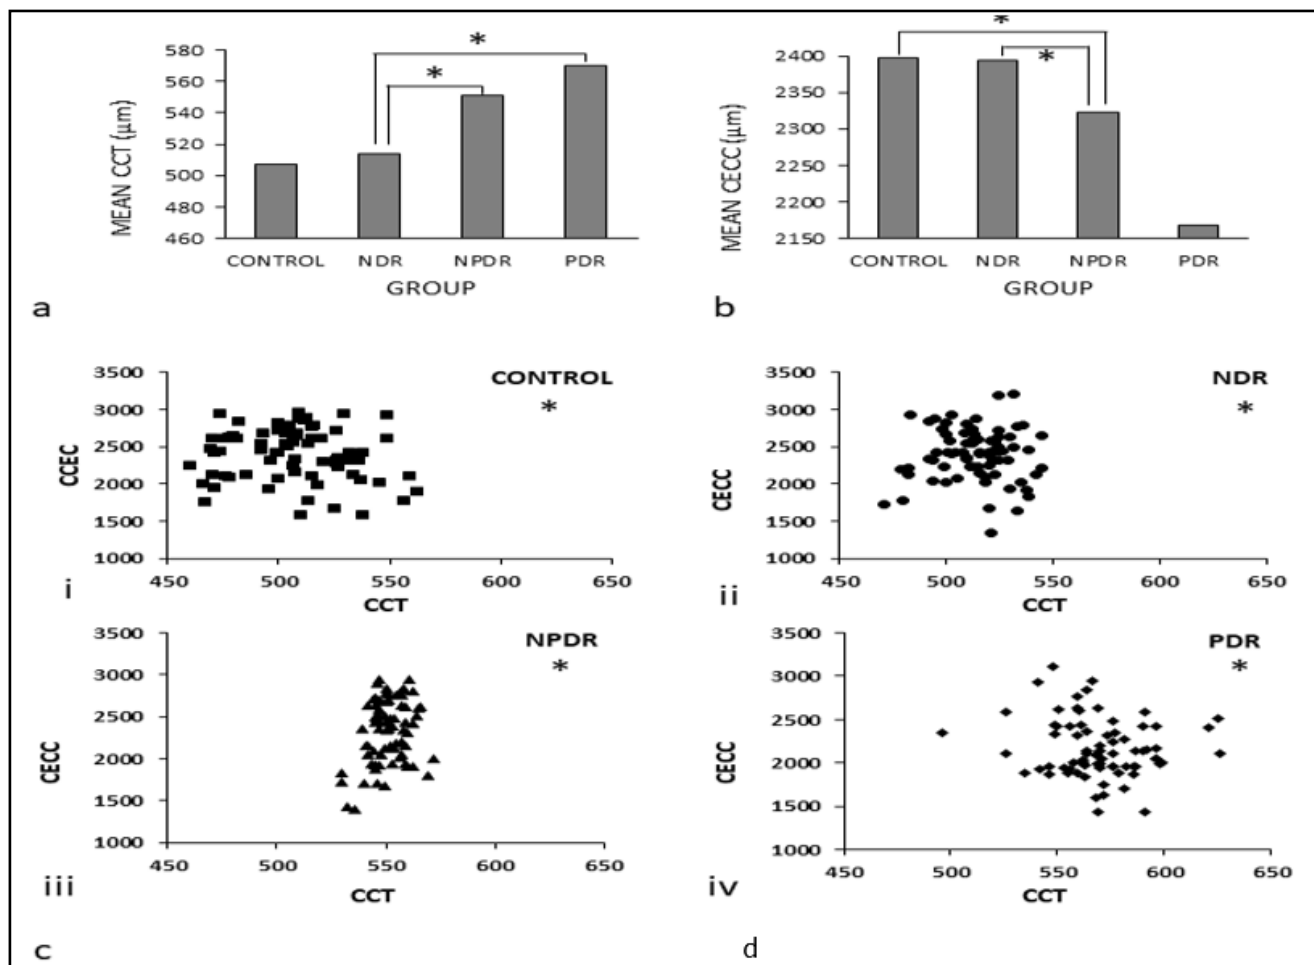 580
560
540
520
500
480
460
MEAN CCT (µm)
*
*
CONTROL NDR NPDR PDR
GROUP
a
2400
2350
2300
2250
2200
2150
MEAN CECC (µm)
*
*
CONTROL NDR NPDR PDR
GROUP
b
3500
3000
2500
2000
1500
1000
CCEC
CONTROL
*
450 500 550 600 650
CCT
i
3500
3000
2500
2000
1500
1000
CECC
NDR
*
450 500 550 600 650
CCT
ii
3500
3000
2500
2000
1500
1000
CECC
NPDR
*
450 500 550 600 650
CCT
iii
3500
3000
2500
2000
1500
1000
CECC
PDR
*
450 500 550 600 650
CCT
iv
c
d